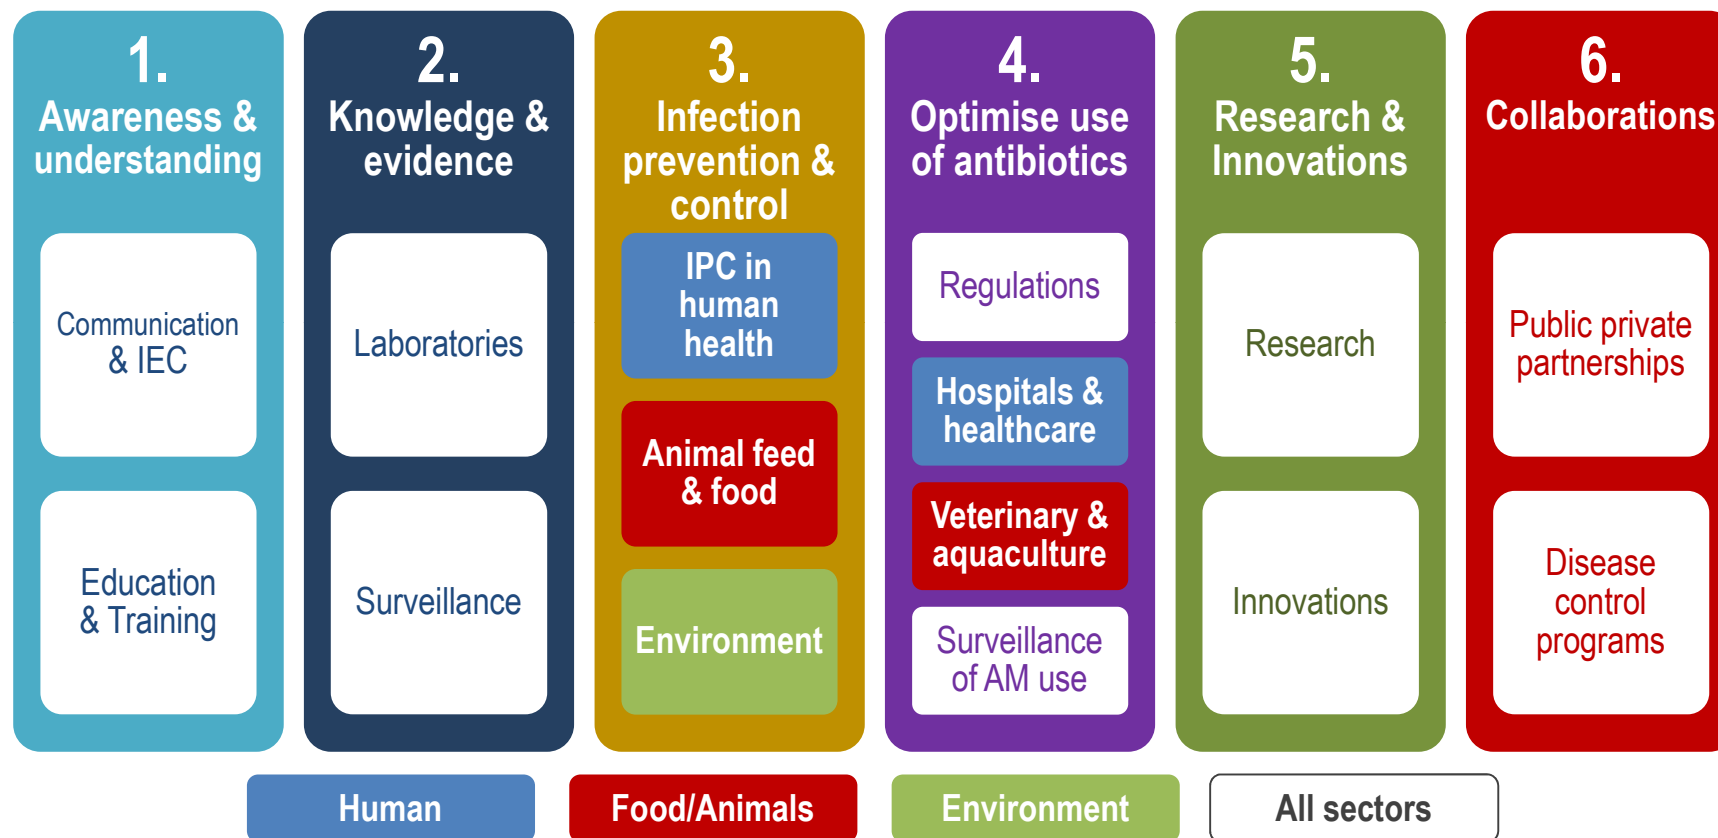 1.
Awareness &
understanding
Communication
& IEC
Education
& Training
2.
Knowledge &
evidence
Laboratories
Surveillance
3.
Infection
prevention &
control
IPC in
human
health
Animal feed
& food
Environment
4.
Optimise use
of antibiotics
Regulations
Hospitals &
healthcare
Veterinary &
aquaculture
Surveillance
of AM use
5.
Research &
Innovations
Research
Innovations
6.
Collaborations
Public private
partnerships
Disease
control
programs
Human
Food/Animals
Environment
All sectors